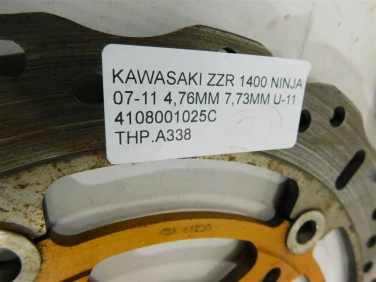 KAWASAKI ZZR 1400 NINJA
07-11 4,76MM 7,73MM U-11
4108001025C
THP.A338